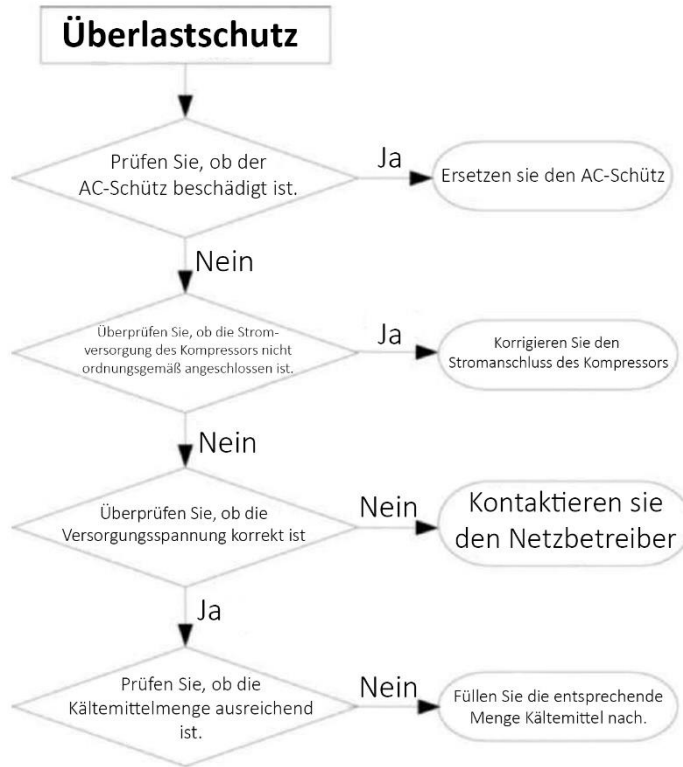 Überlastschutz
Prüfen Sie, ob der
AC-Schütz beschädigt ist.
Ja
Ersetzen sie den AC-Schütz
Nein
Überprüfen Sie, ob die Strom-
versorgung des Kompressors nicht
ordnungsgemäß angeschlossen ist.
Ja
Korrigieren Sie den
Stromanschluss des Kompressors
Nein
Überprüfen Sie, ob die
Versorgungsspannung korrekt ist
Nein
Kontaktieren sie
den Netzbetreiber
Ja
Prüfen Sie, ob die
Kältemittelmenge ausreichend
ist.
Nein
Füllen Sie die entsprechende
Menge Kältemittel nach.